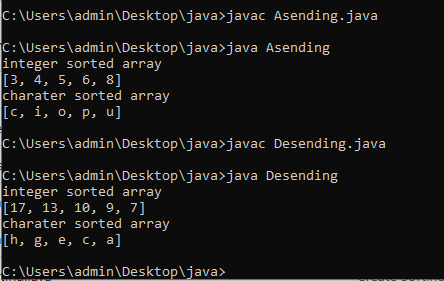 C:\Users\admin\Desktop\java>javac Asending.java
C:\Users\admin\Desktop\java>java Asending
integer sorted array
[3, 4, 5, 6, 8]
charater sorted array
[c, i, o, p, u]
C:\Users\admin\Desktop\java>javac Desending.java
C:\Users\admin\Desktop\java>java Desending
integer sorted array
[17, 13, 10, 9, 7]
charater sorted array
[h, g, e, c, a]
C:\Users\admin\Desktop\java>